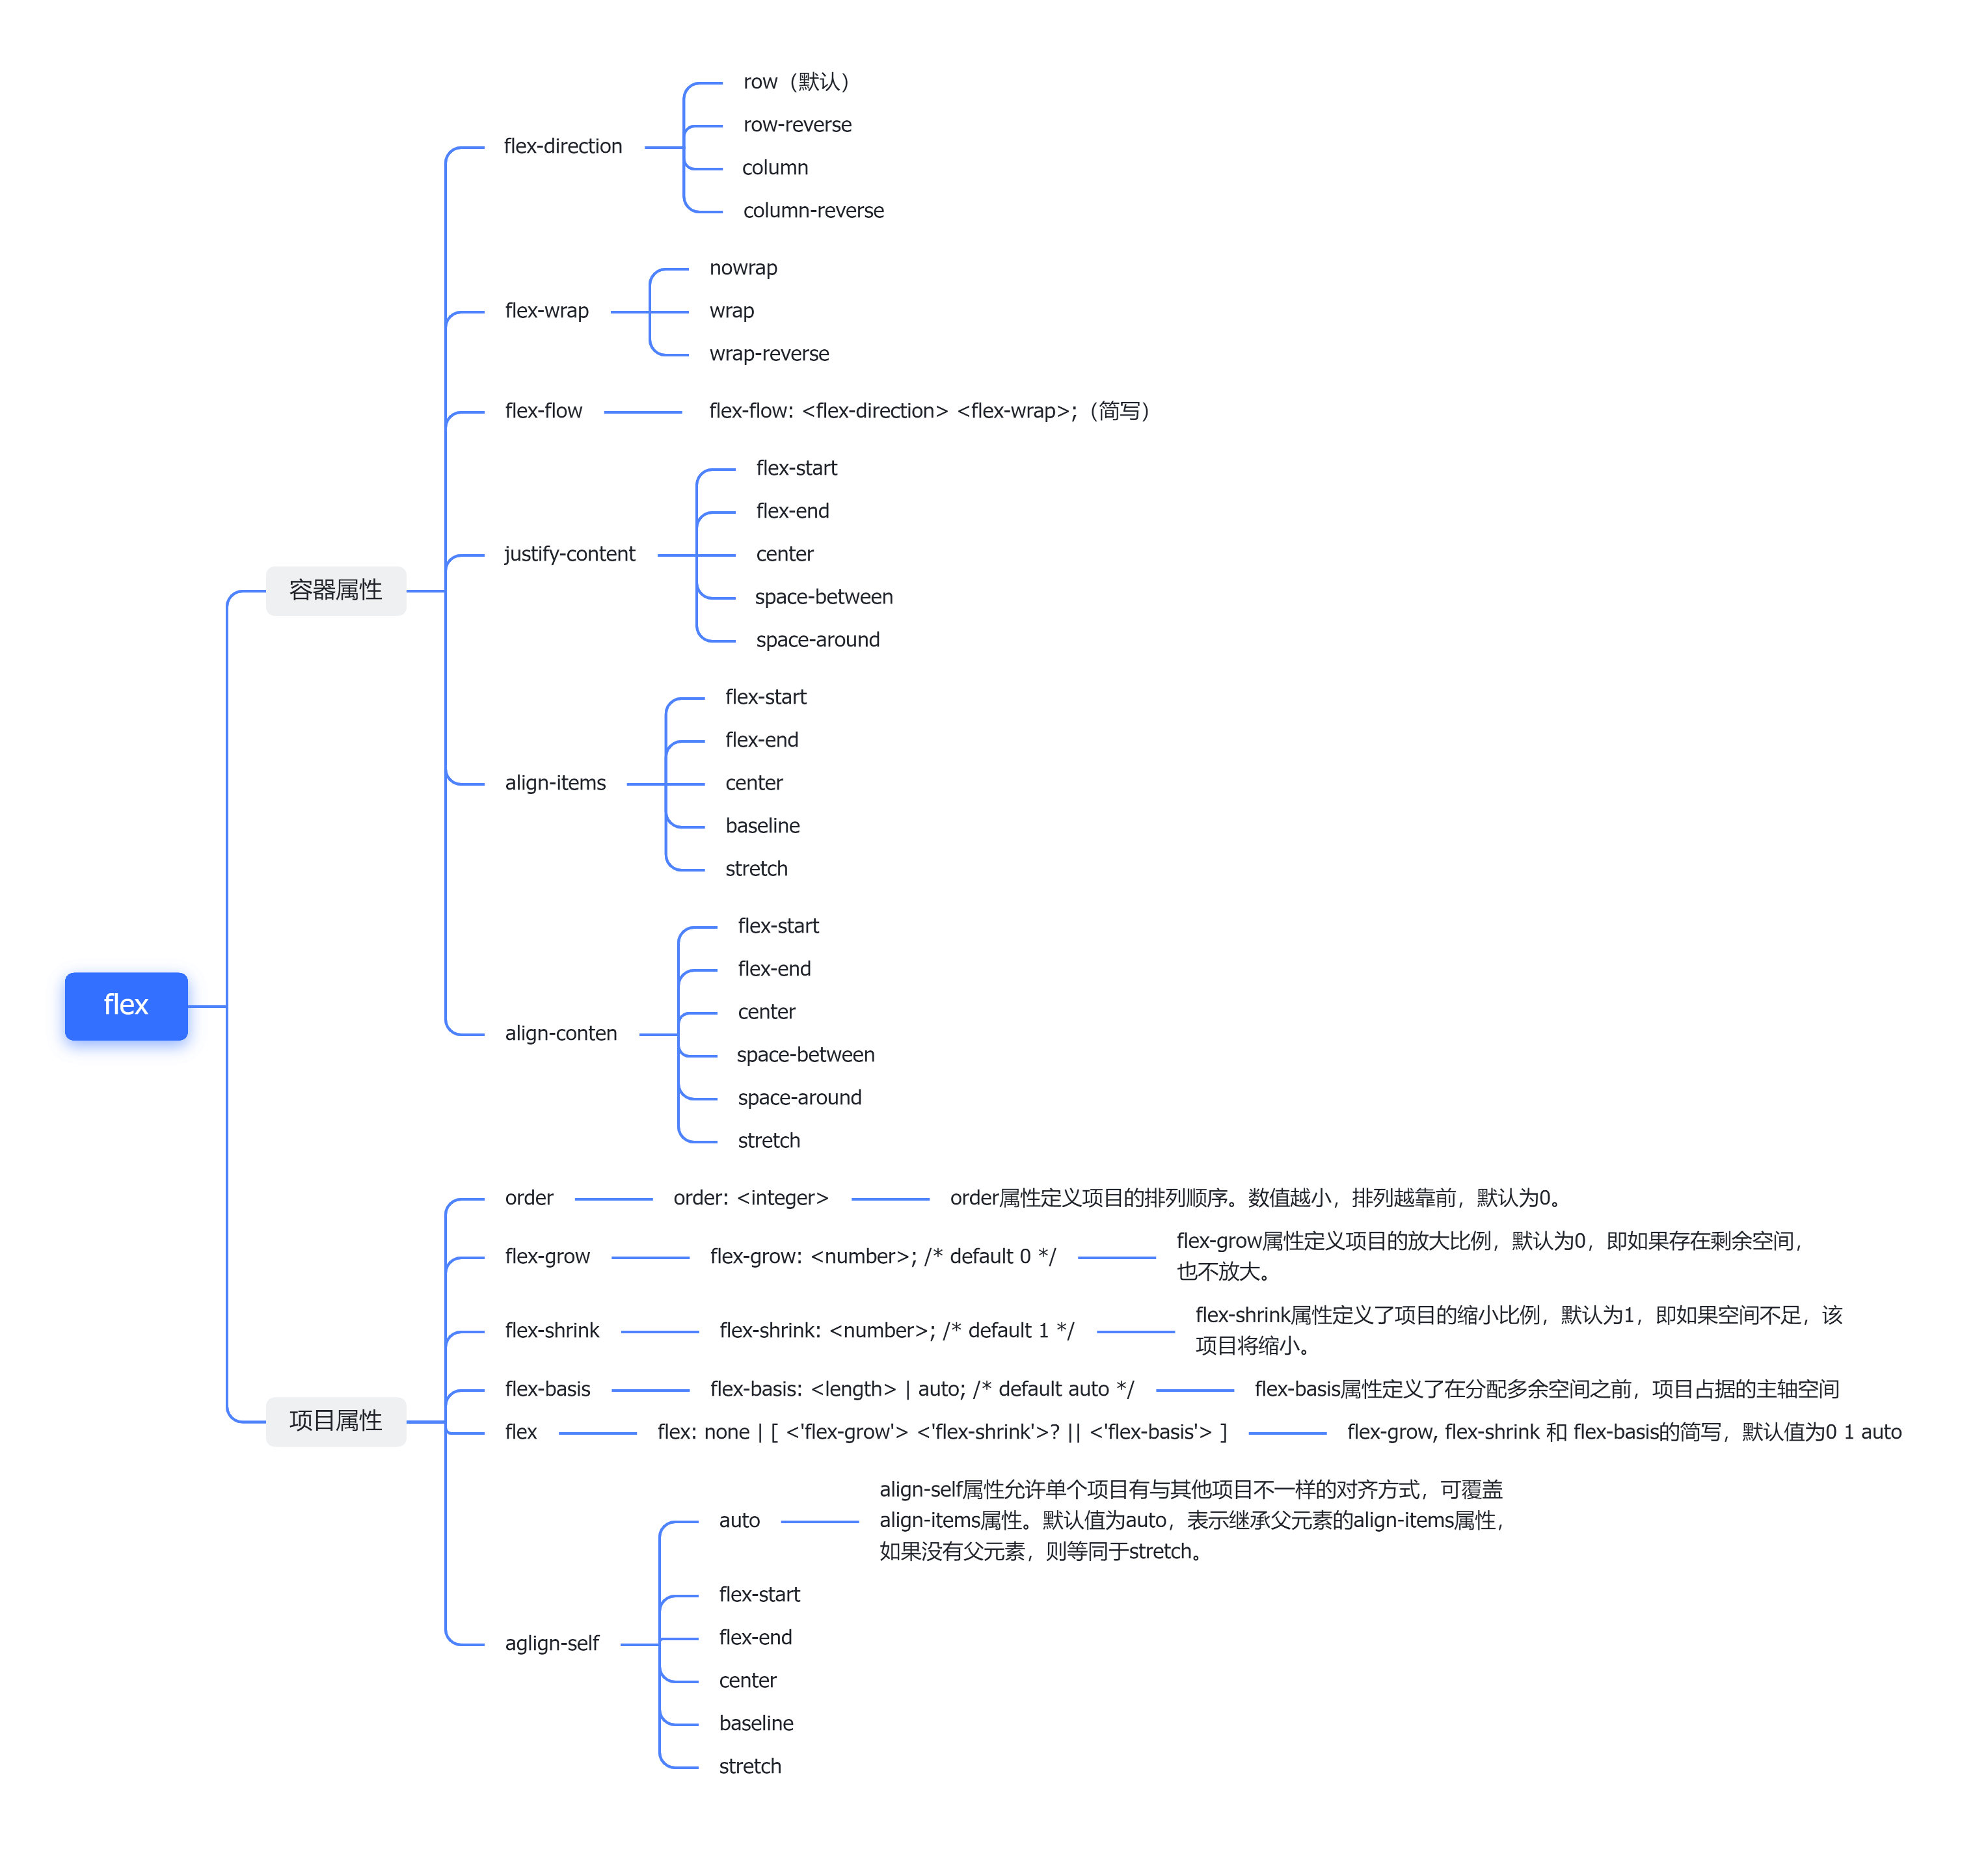 flex
容器属性
flex-direction
row（默认）
row-reverse
column
column-reverse
flex-wrap
nowrap
wrap
wrap-reverse
flex-flow
flex-flow: <flex-direction> <flex-wrap>;（简写）
justify-content
flex-start
flex-end
center
space-between
space-around
align-items
flex-start
flex-end
center
baseline
stretch
align-conten
flex-start
flex-end
center
space-between
space-around
stretch
项目属性
order
order: <integer>
order属性定义项目的排列顺序。数值越小，排列越靠前，默认为0。
flex-grow
flex-grow: <number>; /* default 0 */
flex-grow属性定义项目的放大比例，默认为0，即如果存在剩余空间，
也不放大。
flex-shrink
flex-shrink: <number>; /* default 1 */
flex-shrink属性定义了项目的缩小比例，默认为1，即如果空间不足，该
项目将缩小。
flex-basis
flex-basis: <length> | auto; /* default auto */
flex-basis属性定义了在分配多余空间之前，项目占据的主轴空间
flex
flex: none | [ <'flex-grow'> <'flex-shrink'>? || <'flex-basis'> ]
flex-grow, flex-shrink 和 flex-basis的简写，默认值为0 1 auto
aglign-self
auto
align-self属性允许单个项目有与其他项目不一样的对齐方式，可覆盖
align-items属性。默认值为auto，表示继承父元素的align-items属性，
如果没有父元素，则等同于stretch。
flex-start
flex-end
center
baseline
stretch